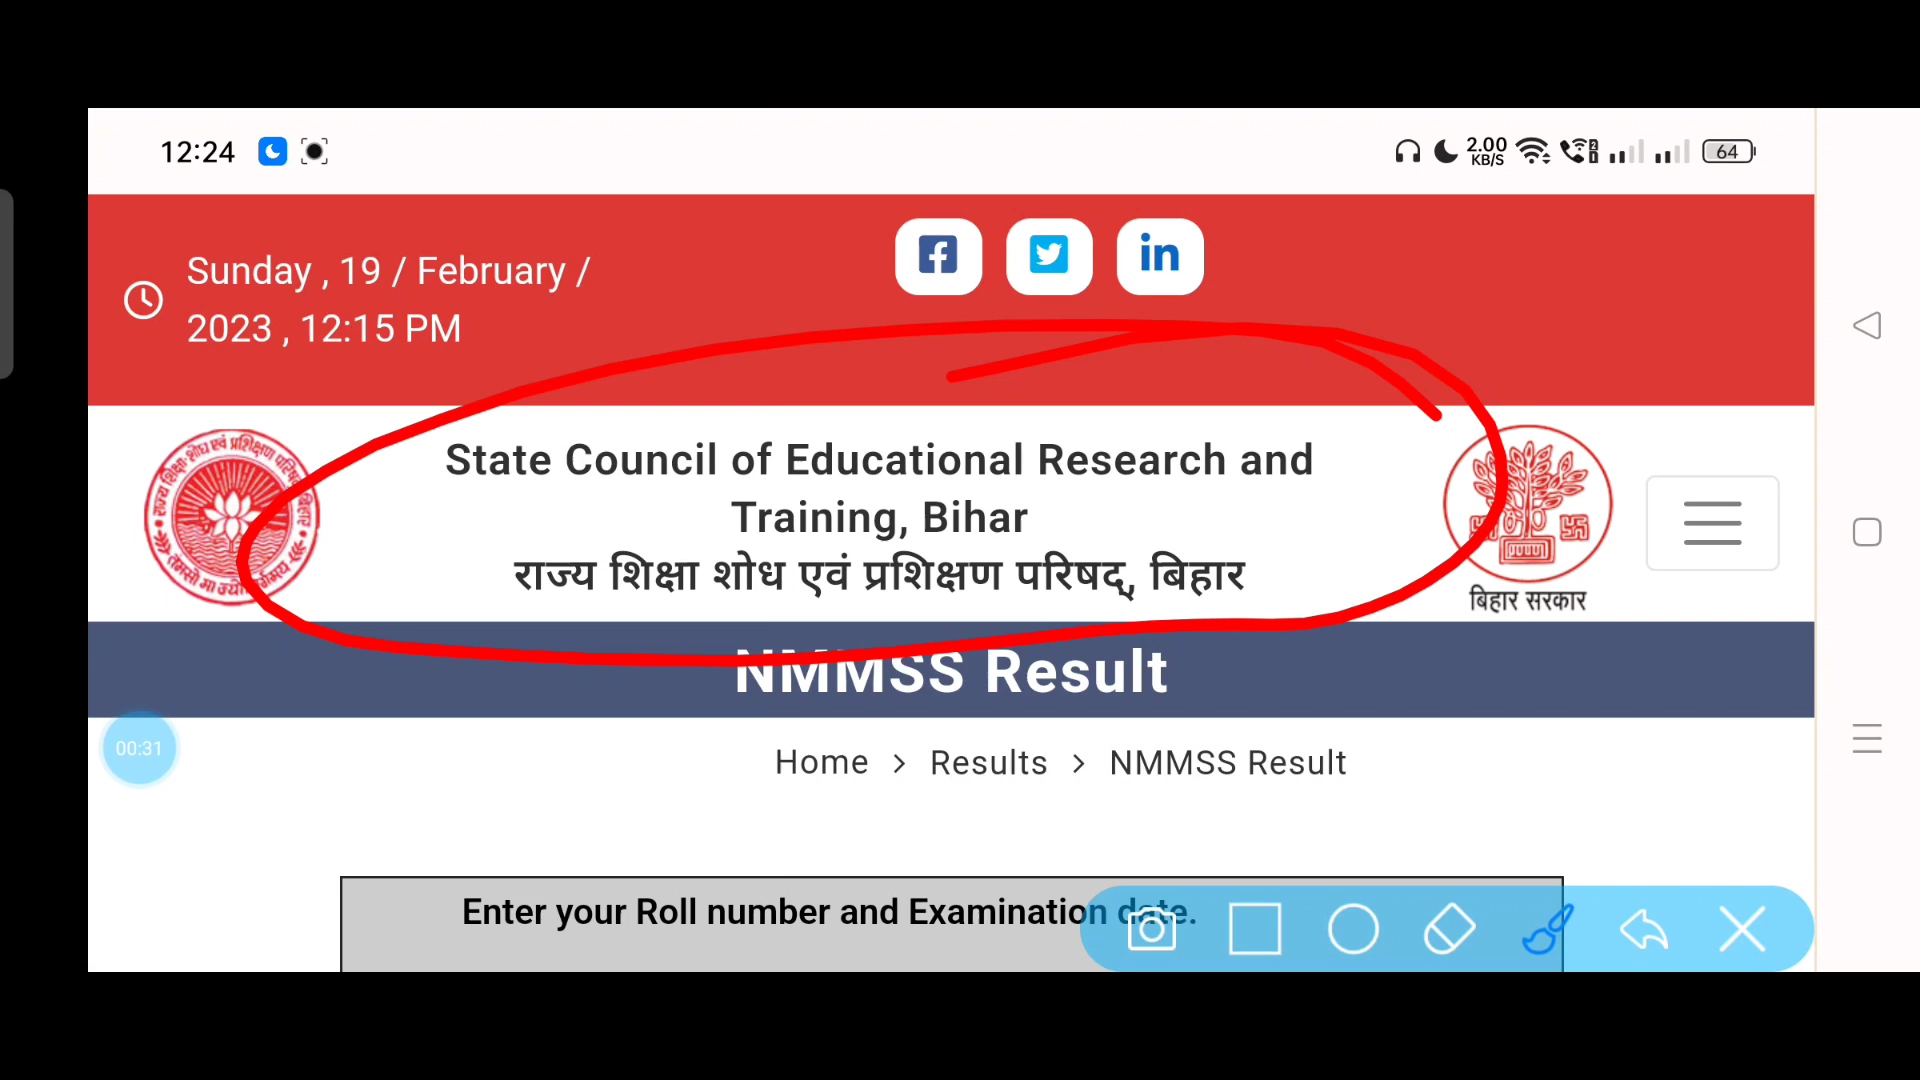 12:24
2.00
KB/S
64
Sunday , 19 / February /
2023 , 12:15 PM
State Council of Educational Research and
Training, Bihar
राज्य शिक्षा शोध एवं प्रशिक्षण परिषद्, बिहार
बिहार सरकार
NMMSS Result
00:31
Home > Results > NMMSS Result
Enter your Roll number and Examination date.